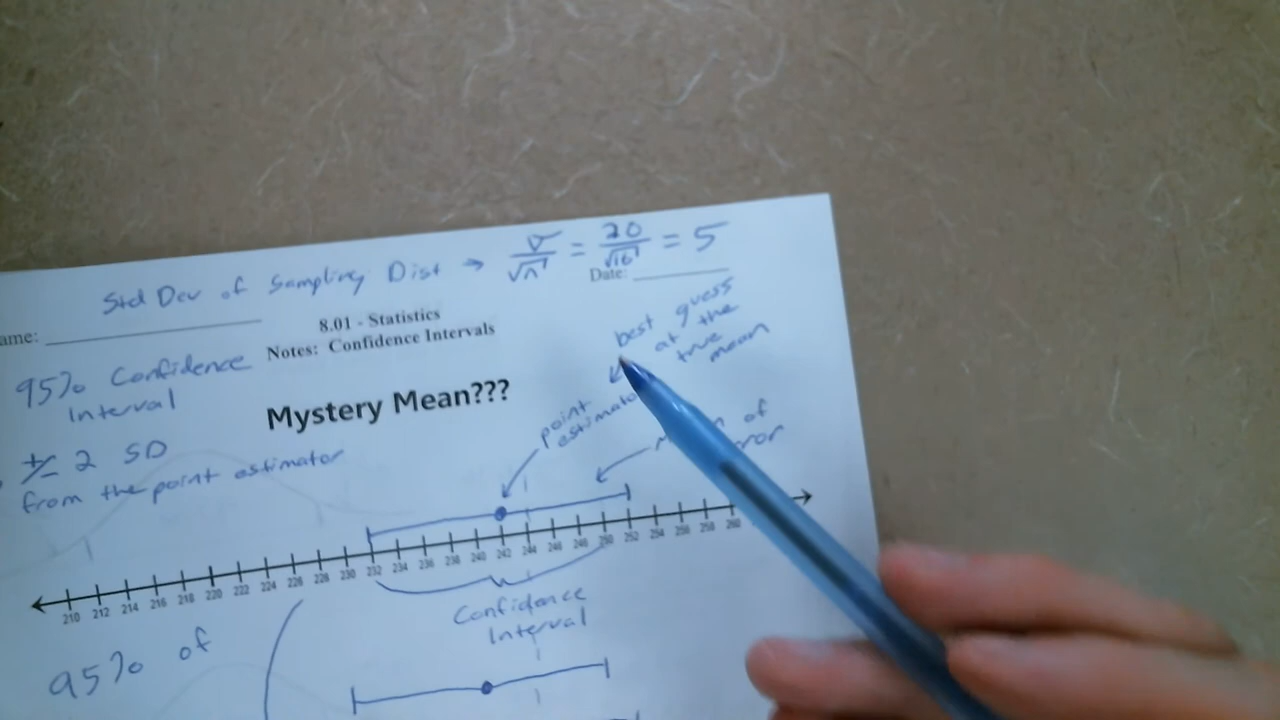 Std Dev of Sampling Dist → σ/√n = 20/√16 = 5
Date:
ame:
8.01 - Statistics
Notes: Confidence Intervals
95% Confidence
Interval
Mystery Mean???
best guess
at the
true
mean
point
± 2 SD
from the point estimator
of
210 212 214 216 218 220 222 224 226 228 230 232 234 236 238 240 242 244 246 248 250 252 254 256 258 260
Confidence
Interval
95% of